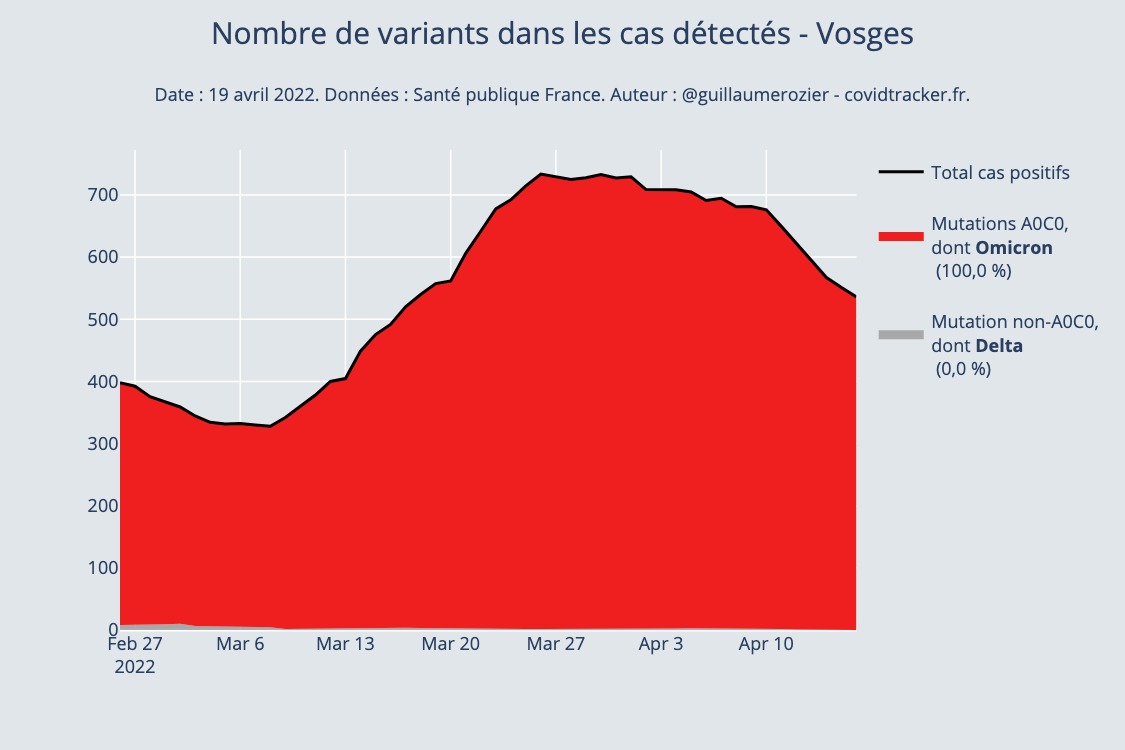 Nombre de variants dans les cas détectés - Vosges
Date : 19 avril 2022. Données : Santé publique France. Auteur : @guillaumerozier - covidtracker.fr.
Total cas positifs
Mutations A0C0,
dont Omicron
(100,0 %)
Mutation non-A0C0,
dont Delta
(0,0 %)
700
600
500
400
300
200
100
0
Feb 27 Mar 6 Mar 13 Mar 20 Mar 27 Apr 3 Apr 10
2022